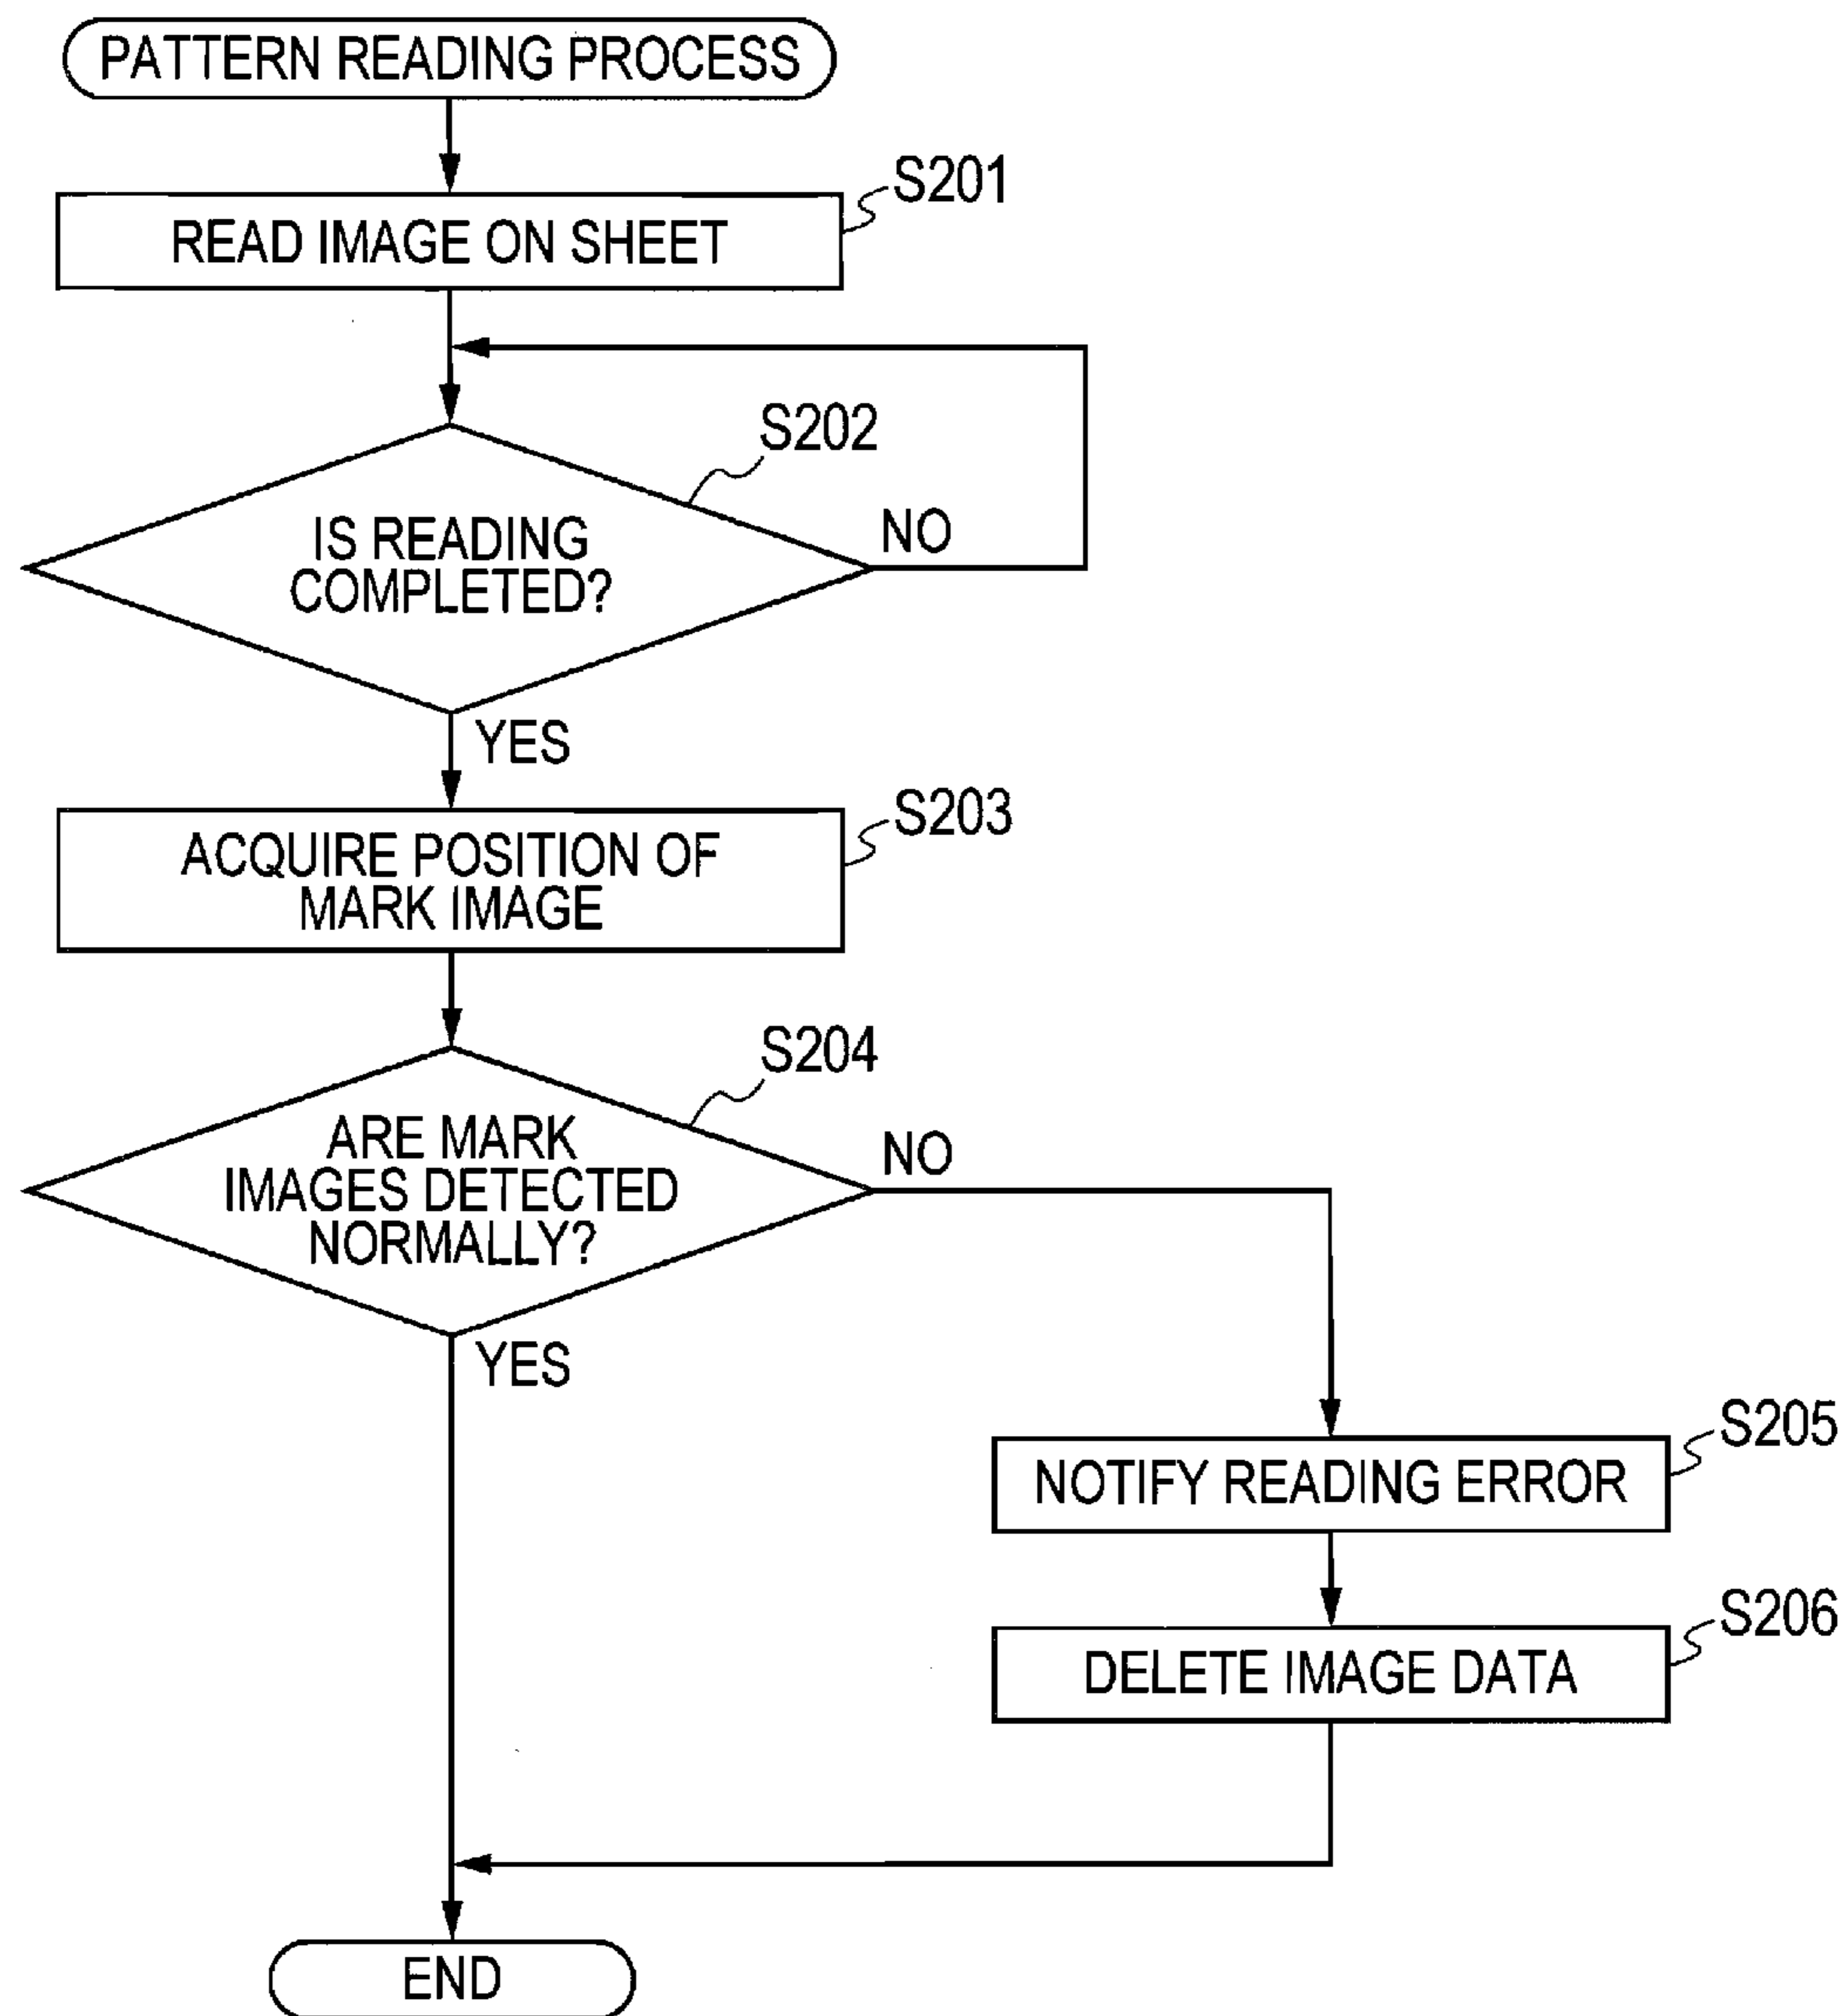 PATTERN READING PROCESS
S201
READ IMAGE ON SHEET
S202
IS READING
COMPLETED?
NO
YES
S203
ACQUIRE POSITION OF
MARK IMAGE
S204
ARE MARK
IMAGES DETECTED
NORMALLY?
NO
YES
S205
NOTIFY READING ERROR
S206
DELETE IMAGE DATA
END